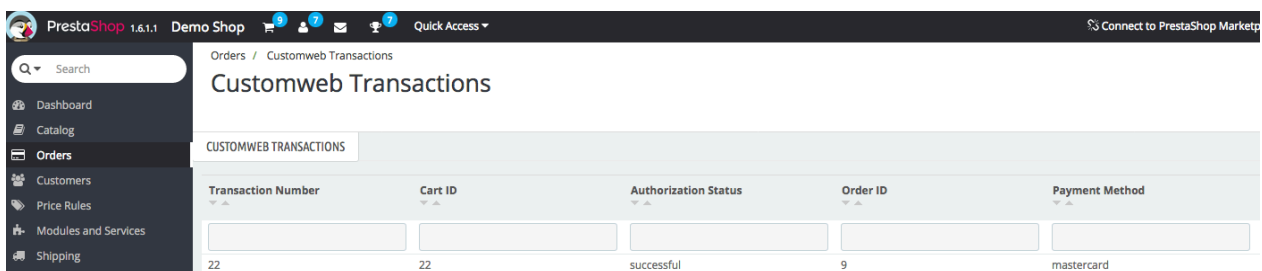 PrestaShop 1.6.1.1 Demo Shop 9 7 7 Quick Access Connect to PrestaShop Marketp
Search
Dashboard
Catalog
Orders
Customers
Price Rules
Modules and Services
Shipping
Orders / Customweb Transactions
Customweb Transactions
CUSTOMWEB TRANSACTIONS
Transaction Number Cart ID Authorization Status Order ID Payment Method
22 22 successful 9 mastercard